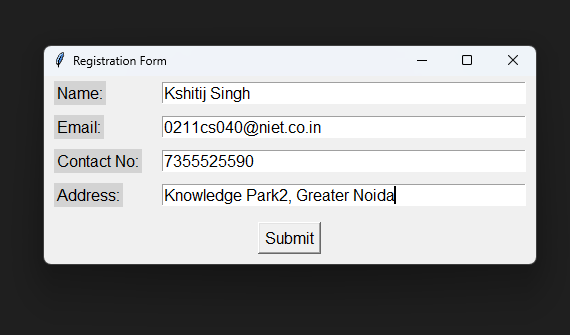 Registration Form
Name: Kshitij Singh
Email: 0211cs040@niet.co.in
Contact No: 7355525590
Address: Knowledge Park2, Greater Noida
Submit